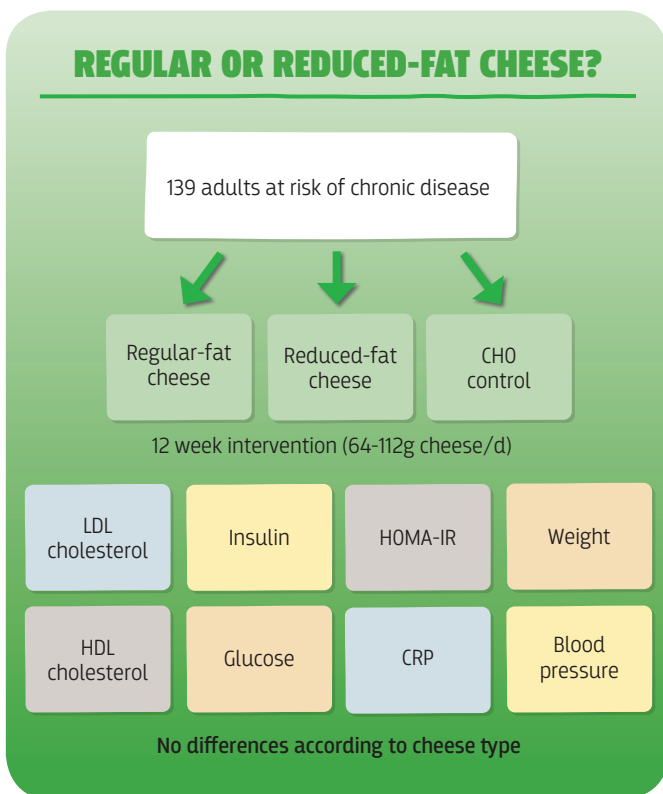 REGULAR OR REDUCED-FAT CHEESE?
139 adults at risk of chronic disease
Regular-fat
cheese
Reduced-fat
cheese
CHO
control
12 week intervention (64-112g cheese/d)
LDL
cholesterol
Insulin
HOMA-IR
Weight
HDL
cholesterol
Glucose
CRP
Blood
pressure
No differences according to cheese type